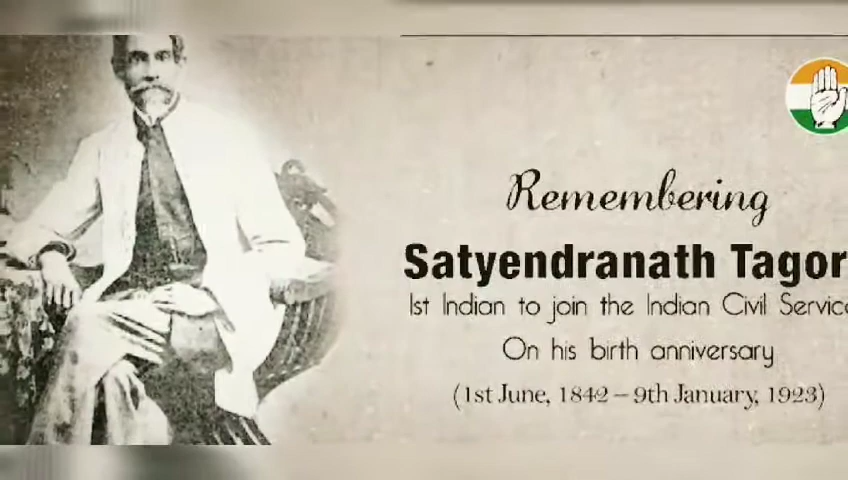 Remembering
Satyendranath Tagor
1st Indian to join the Indian Civil Servic
On his birth anniversary
(1st June, 1842 – 9th January, 1923)